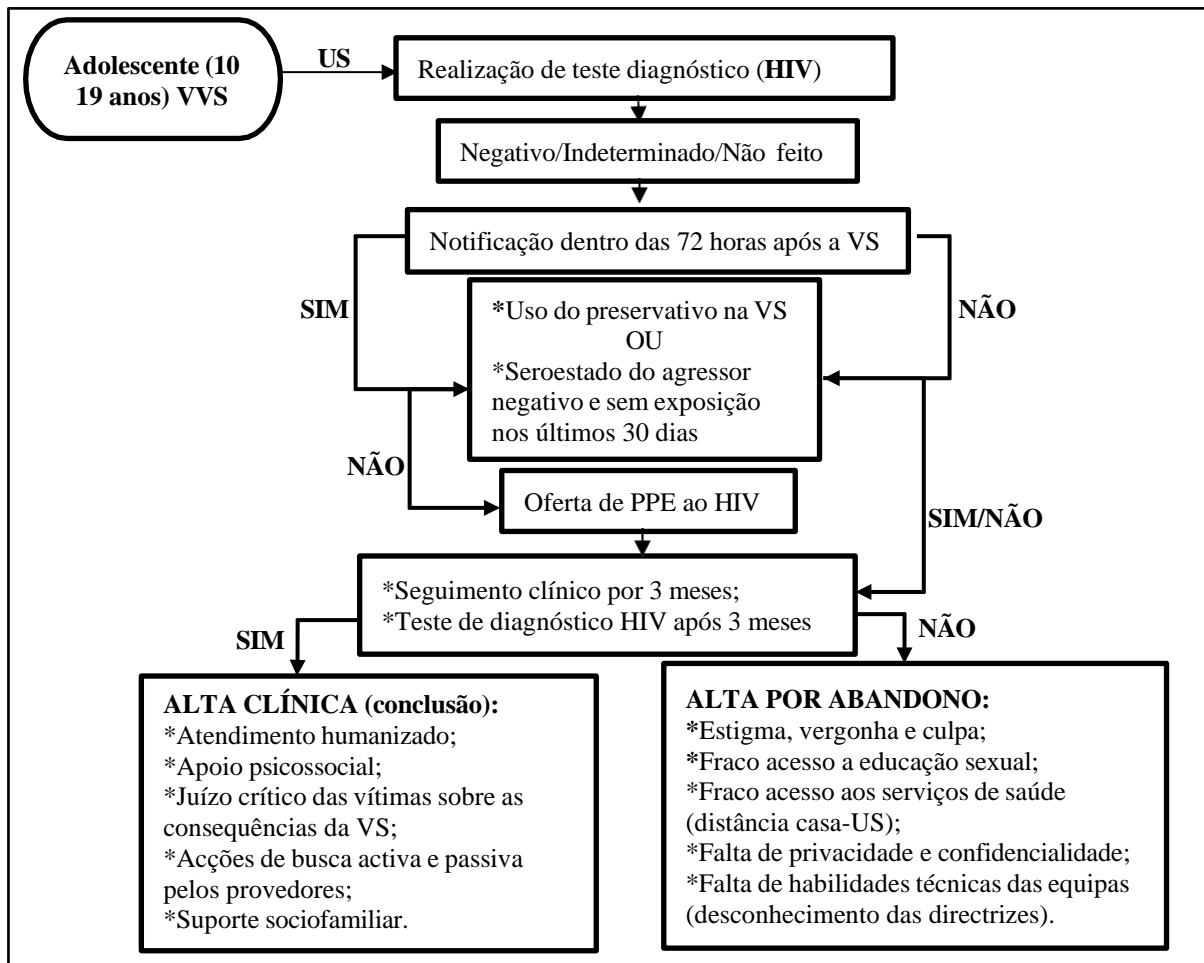 Adolescente (10
19 anos) VVS
US
Realização de teste diagnóstico (HIV)
Negativo/Indeterminado/Não feito
Notificação dentro das 72 horas após a VS
SIM
NÃO
*Uso do preservativo na VS
OU
*Seroestado do agressor
negativo e sem exposição
nos últimos 30 dias
NÃO
Oferta de PPE ao HIV
SIM/NÃO
*Seguimento clínico por 3 meses;
*Teste de diagnóstico HIV após 3 meses
SIM
NÃO
ALTA CLÍNICA (conclusão):
*Atendimento humanizado;
*Apoio psicossocial;
*Juízo crítico das vítimas sobre as
consequências da VS;
*Acções de busca activa e passiva
pelos provedores;
*Suporte sociofamiliar.
ALTA POR ABANDONO:
*Estigma, vergonha e culpa;
*Fraco acesso a educação sexual;
*Fraco acesso aos serviços de saúde
(distância casa-US);
*Falta de privacidade e confidencialidade;
*Falta de habilidades técnicas das equipas
(desconhecimento das directrizes).